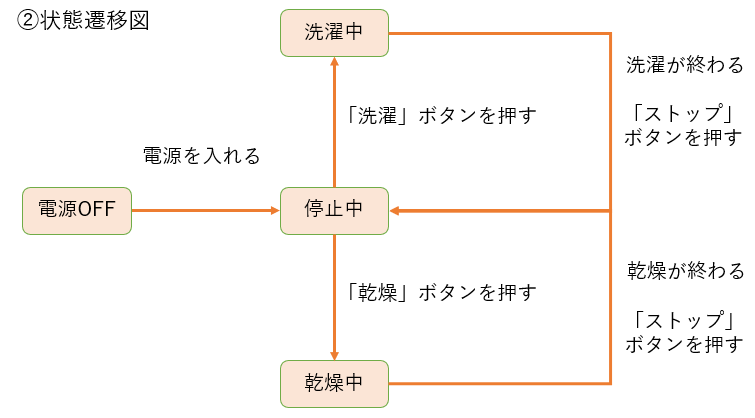 ②状態遷移図
洗濯中
洗濯が終わる
「ストップ」
ボタンを押す
「洗濯」ボタンを押す
電源を入れる
電源OFF
停止中
乾燥が終わる
「乾燥」ボタンを押す
「ストップ」
ボタンを押す
乾燥中